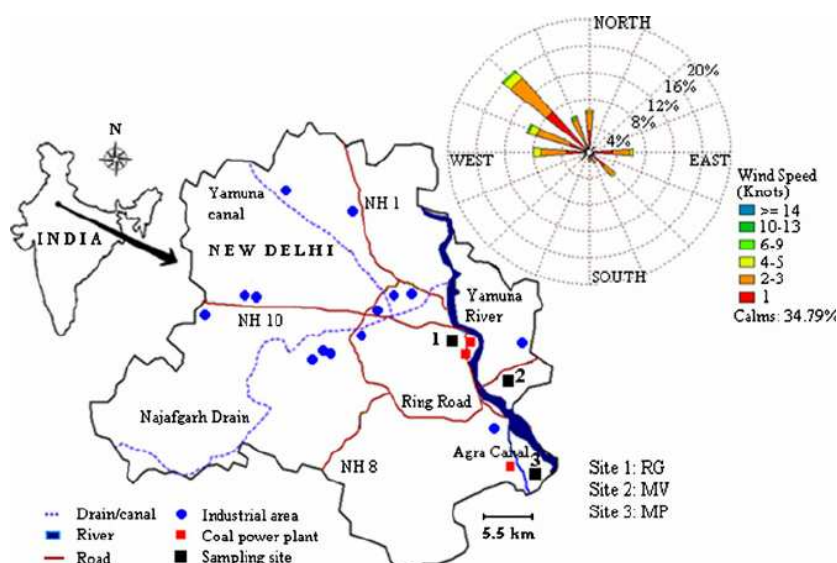 NORTH
20%
16%
12%
8%
4%
WEST
EAST
SOUTH
Wind Speed
(Knots)
>= 14
10-13
6-9
4-5
2-3
1
Calms: 34.79%
N
INDIA
Yamuna
canal
NH 1
NEW DELHI
NH 10
Yamuna
River
1
2
Ring Road
Najafgarh Drain
NH 8
Agra Canal
3
Site 1: RG
Site 2: MV
Site 3: MP
5.5 km
Drain/canal
River
Road
Industrial area
Coal power plant
Sampling site